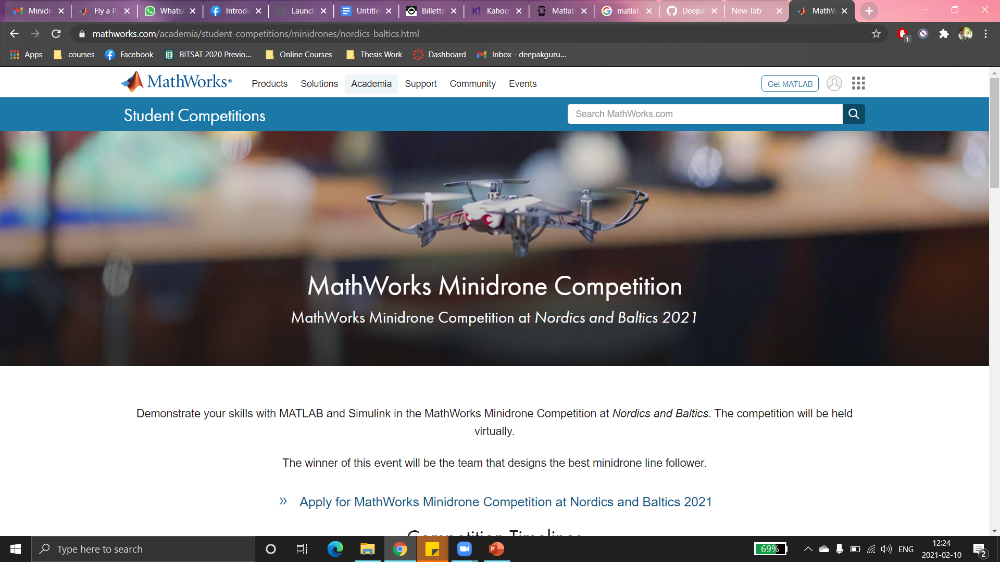 Minidr
Fly a Pa
Whats
Introdu
Launch
Untitle
Billetto
K! Kahoo
Matlab
matlab
Deepa
New Tab
MathW
mathworks.com/academia/student-competitions/minidrones/nordics-baltics.html
1
Apps
courses
Facebook
BITSAT 2020 Previo...
Online Courses
Thesis Work
Dashboard
Inbox - deepakguru...
MathWorks®
Products
Solutions
Academia
Support
Community
Events
Get MATLAB
Student Competitions
Search MathWorks.com
MathWorks Minidrone Competition
MathWorks Minidrone Competition at Nordics and Baltics 2021
Demonstrate your skills with MATLAB and Simulink in the MathWorks Minidrone Competition at Nordics and Baltics. The competition will be held
virtually.
The winner of this event will be the team that designs the best minidrone line follower.
» Apply for MathWorks Minidrone Competition at Nordics and Baltics 2021
Competition Timelines
Type here to search
69%
ENG
12:24
2021-02-10
2